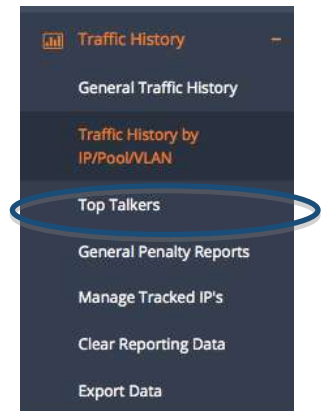 Traffic History
General Traffic History
Traffic History by
IP/Pool/VLAN
Top Talkers
General Penalty Reports
Manage Tracked IP's
Clear Reporting Data
Export Data